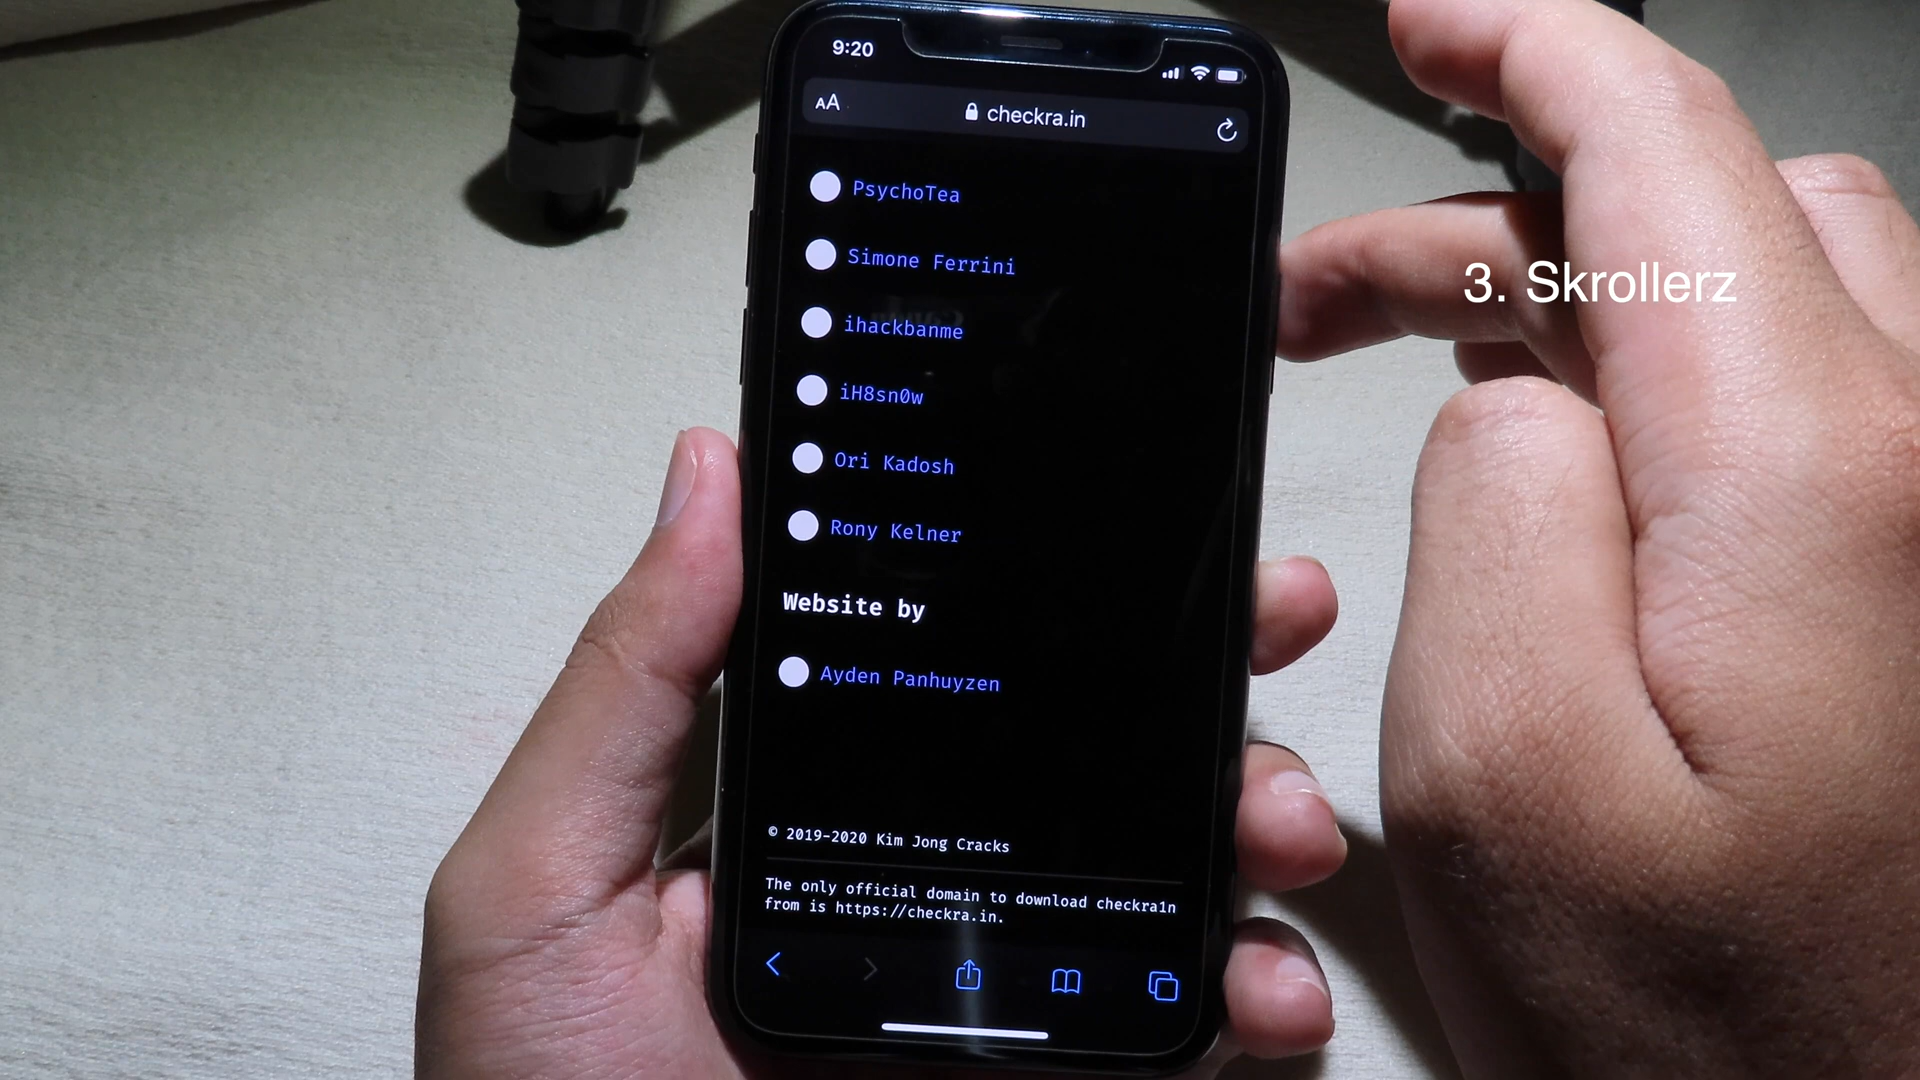 9:20
AA
checkra.in
PsychoTea
Simone Ferrini
ihackbanme
iH8sn0w
Ori Kadosh
Rony Kelner
Website by
Ayden Panhuyzen
© 2019-2020 Kim Jong Cracks
The only official domain to download checkra1n
from is https://checkra.in.
3. Skrollerz